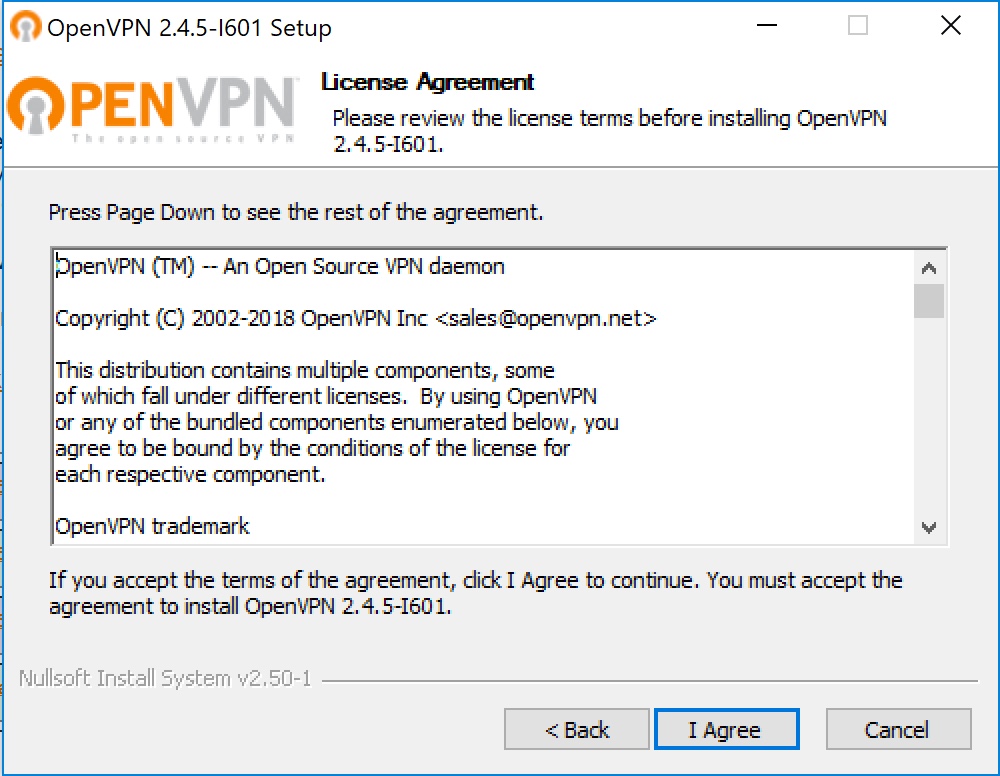 OpenVPN 2.4.5-I601 Setup
OPENVPN
The open source VPN
License Agreement
Please review the license terms before installing OpenVPN
2.4.5-I601.
Press Page Down to see the rest of the agreement.
OpenVPN (TM) -- An Open Source VPN daemon
Copyright (C) 2002-2018 OpenVPN Inc <sales@openvpn.net>
This distribution contains multiple components, some
of which fall under different licenses.  By using OpenVPN
or any of the bundled components enumerated below, you
agree to be bound by the conditions of the license for
each respective component.
OpenVPN trademark
If you accept the terms of the agreement, click I Agree to continue. You must accept the
agreement to install OpenVPN 2.4.5-I601.
Nullsoft Install System v2.50-1
< Back
I Agree
Cancel